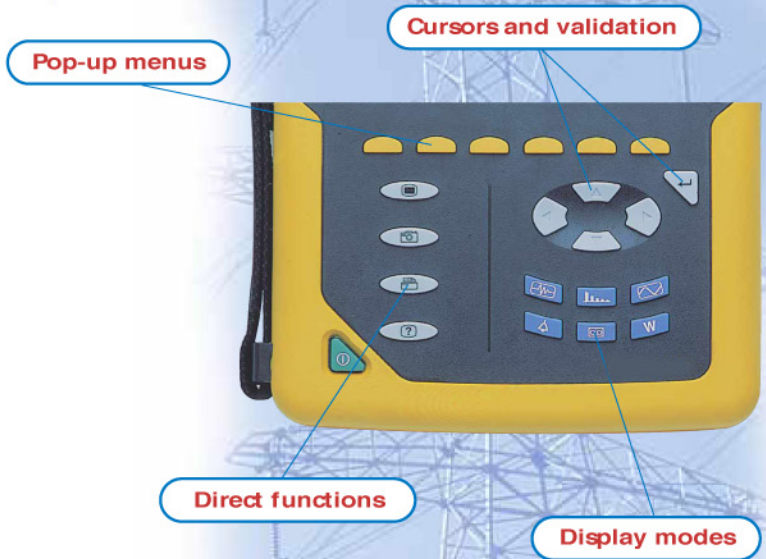 Cursors and validation
Pop-up menus
?
W
Direct functions
Display modes